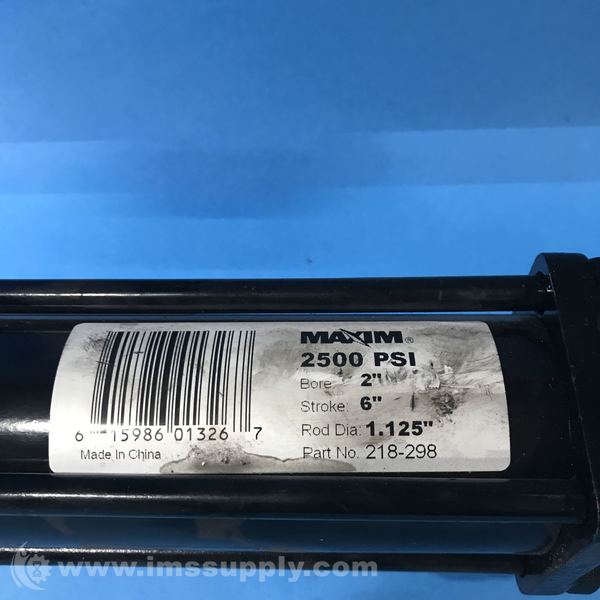 MAXIM®
2500 PSI
Bore: 2"
Stroke: 6"
Rod Dia: 1.125"
Part No. 218-298
6 15986 01326 7
Made in China
www.imssupply.com